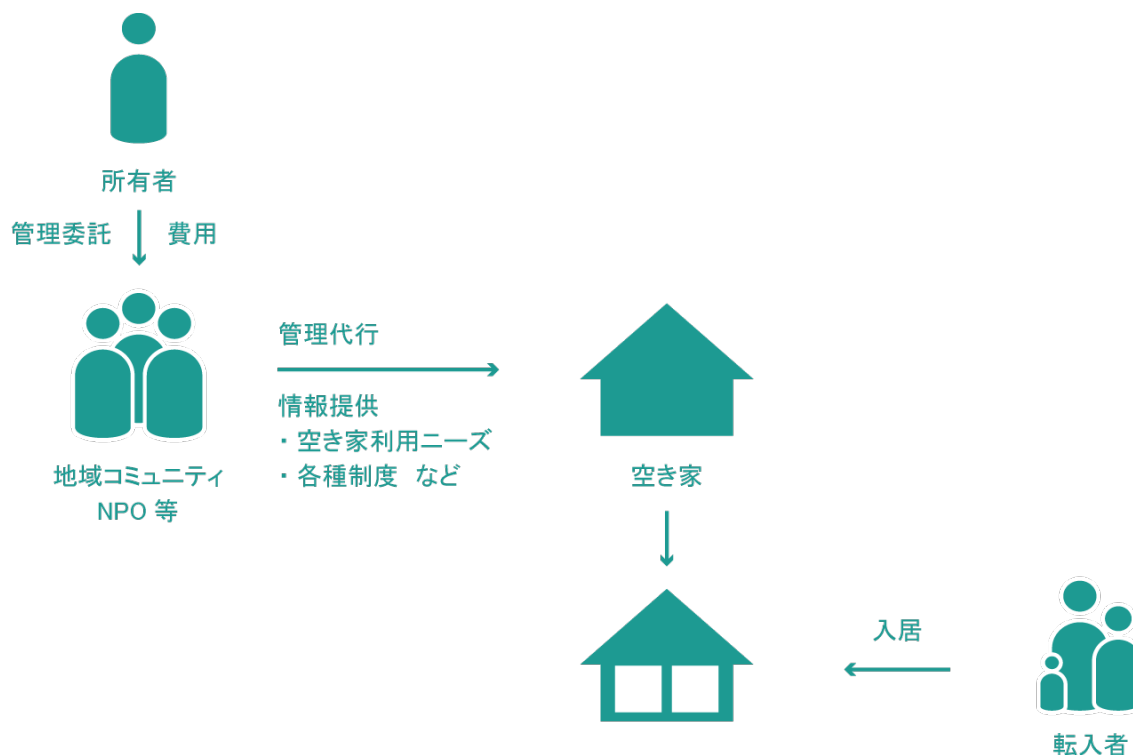 所有者
管理委託
費用
管理代行
情報提供
・空き家利用ニーズ
・各種制度　など
地域コミュニティ
NPO 等
空き家
入居
転入者